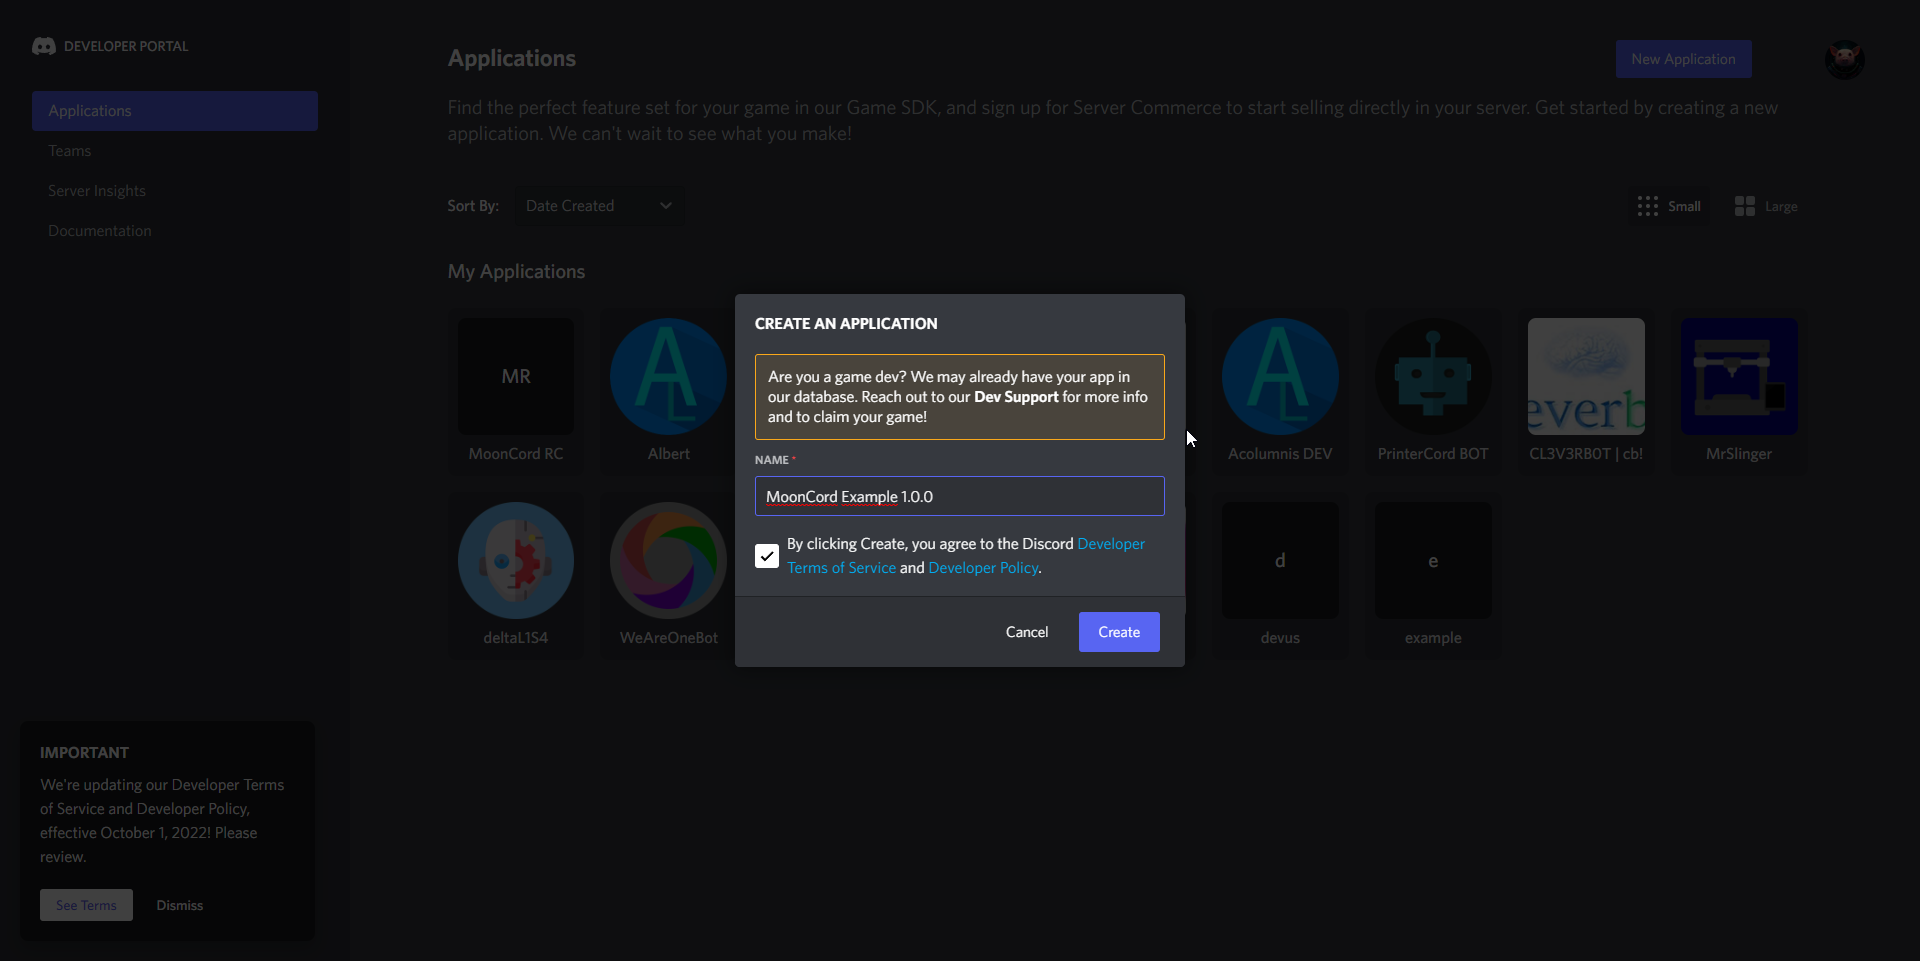 DEVELOPER PORTAL
Applications
Teams
Server Insights
Documentation
Applications
New Application
Find the perfect feature set for your game in our Game SDK, and sign up for Server Commerce to start selling directly in your server. Get started by creating a new
application. We can't wait to see what you make!
Sort By:
Date Created
Small
Large
My Applications
MR
MoonCord RC
Albert
Acolumnis DEV
PrinterCord BOT
everb
CL3V3RB0T | cb!
MrSlinger
deltaL1S4
WeAreOneBot
d
devus
e
example
CREATE AN APPLICATION
Are you a game dev? We may already have your app in
our database. Reach out to our Dev Support for more info
and to claim your game!
NAME *
MoonCord Example 1.0.0
By clicking Create, you agree to the Discord Developer
Terms of Service and Developer Policy.
Cancel
Create
IMPORTANT
We're updating our Developer Terms
of Service and Developer Policy,
effective October 1, 2022! Please
review.
See Terms
Dismiss